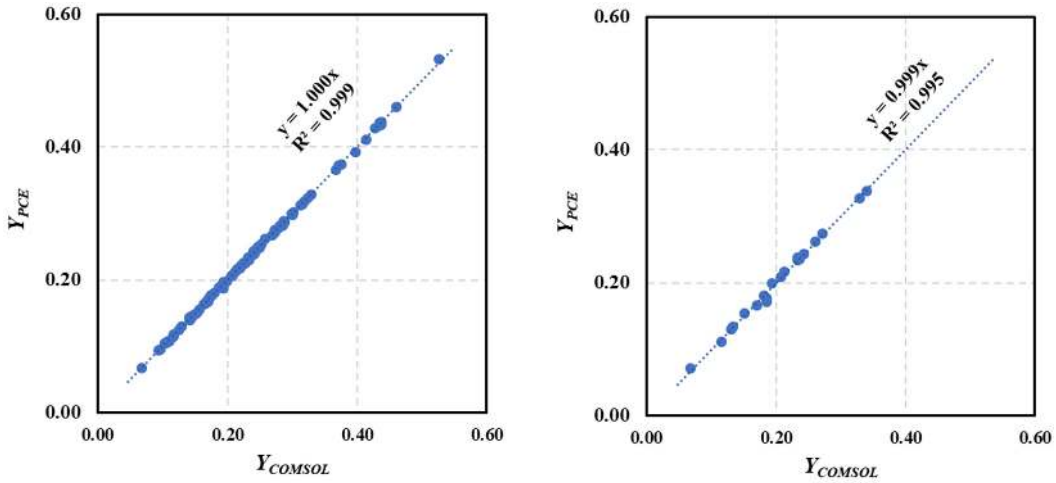 0.60
0.40
0.20
0.00
Y_PCE
y = 1.000x
R² = 0.999
0.00 0.20 0.40 0.60
Y_COMSOL
0.60
0.40
0.20
0.00
Y_PCE
y = 0.999x
R² = 0.995
0.00 0.20 0.40 0.60
Y_COMSOL